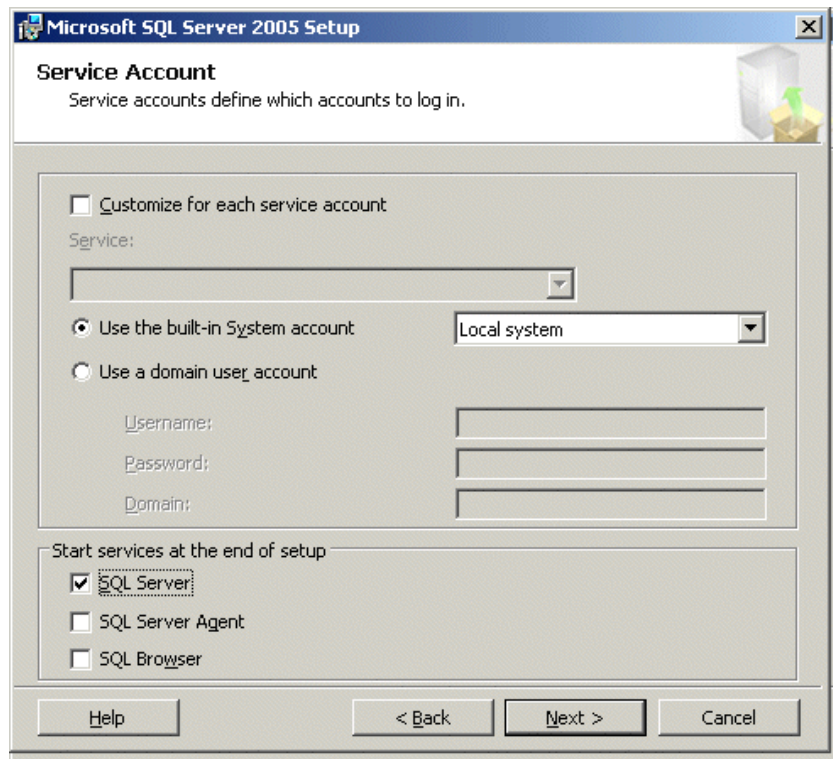 Microsoft SQL Server 2005 Setup
Service Account
Service accounts define which accounts to log in.
Customize for each service account
Service:
Use the built-in System account
Local system
Use a domain user account
Username:
Password:
Domain:
Start services at the end of setup
SQL Server
SQL Server Agent
SQL Browser
Help
< Back
Next >
Cancel